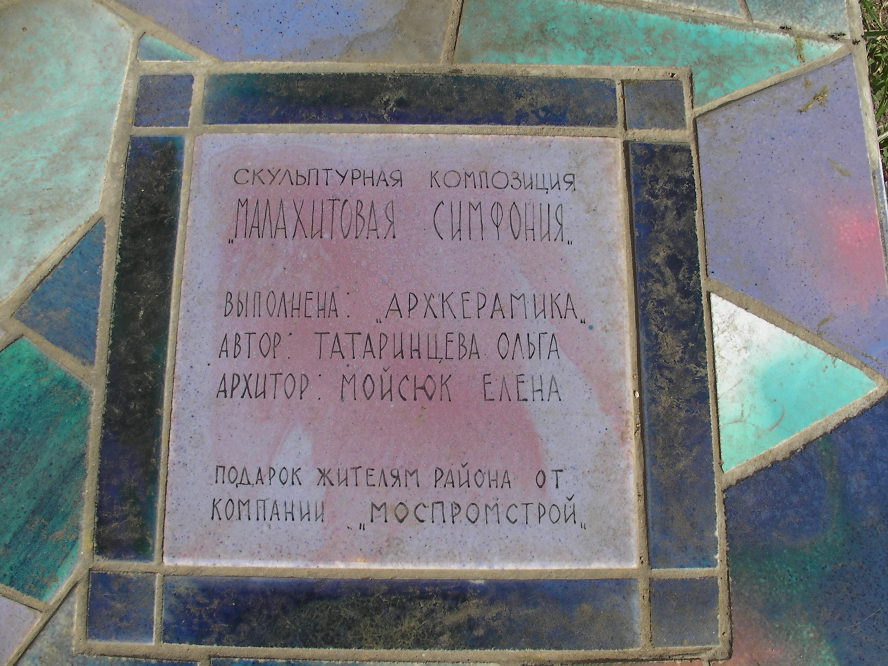 СКУЛЬПТУРНАЯ КОМПОЗИЦИЯ
„МАЛАХИТОВАЯ СИМФОНИЯ„
ВЫПОЛНЕНА: „АРХКЕРАМИКА„
АВТОР: ТАТАРИНЦЕВА ОЛЬГА
АРХИТОР: МОЙСЮК ЕЛЕНА
ПОДАРОК ЖИТЕЛЯМ РАЙОНА ОТ
КОМПАНИИ „МОСПРОМСТРОЙ„